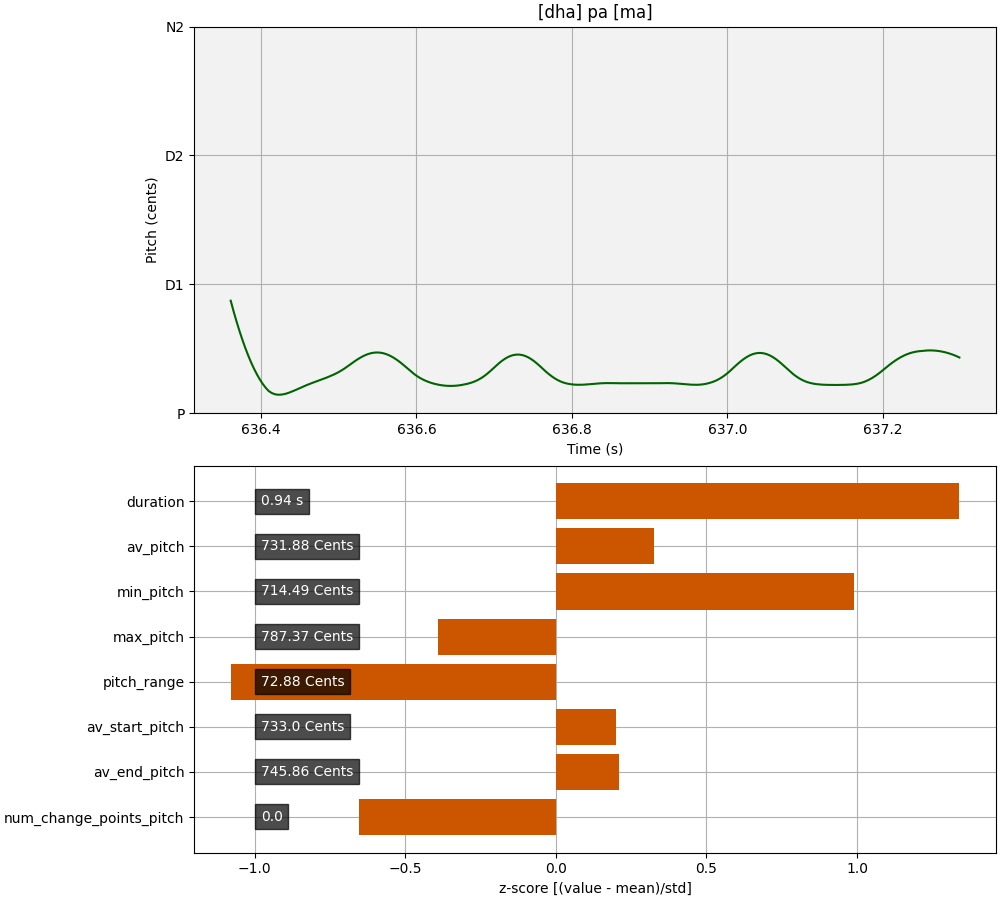 [dha] pa [ma]
N2
D2
D1
P
Pitch (cents)
636.4 636.6 636.8 637.0 637.2
Time (s)
duration 0.94 s
av_pitch 731.88 Cents
min_pitch 714.49 Cents
max_pitch 787.37 Cents
pitch_range 72.88 Cents
av_start_pitch 733.0 Cents
av_end_pitch 745.86 Cents
num_change_points_pitch 0.0
−1.0 −0.5 0.0 0.5 1.0
z-score [(value - mean)/std]